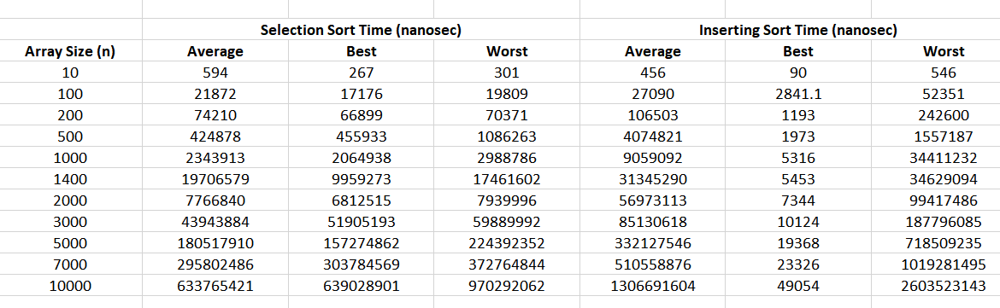 Selection Sort Time (nanosec) Inserting Sort Time (nanosec)
Array Size (n) Average Best Worst Average Best Worst
10 594 267 301 456 90 546
100 21872 17176 19809 27090 2841.1 52351
200 74210 66899 70371 106503 1193 242600
500 424878 455933 1086263 4074821 1973 1557187
1000 2343913 2064938 2988786 9059092 5316 34411232
1400 19706579 9959273 17461602 31345290 5453 34629094
2000 7766840 6812515 7939996 56973113 7344 99417486
3000 43943884 51905193 59889992 85130618 10124 187796085
5000 180517910 157274862 224392352 332127546 19368 718509235
7000 295802486 303784569 372764844 510558876 23326 1019281495
10000 633765421 639028901 970292062 1306691604 49054 2603523143